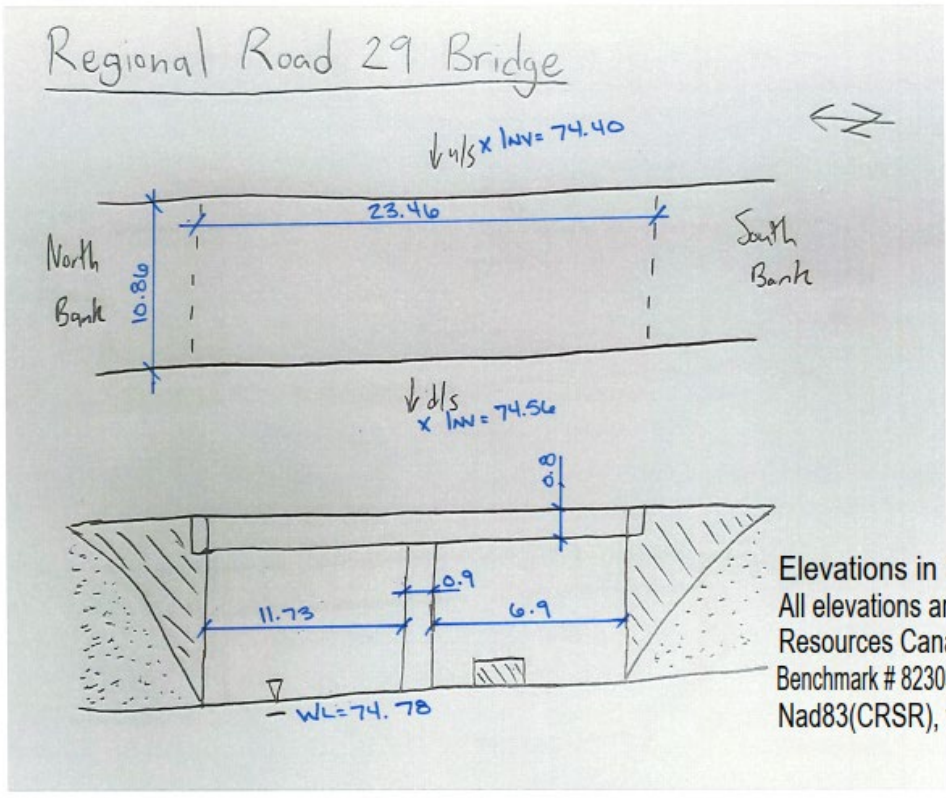 Regional Road 29 Bridge
u/s x INV= 74.40
23.46
North
Bank
10.86
South
Bank
d/s
x INV= 74.56
0.8
0.9
11.73
6.9
WL=74.78
Elevations in
All elevations ar
Resources Cana
Benchmark # 8230
Nad83(CRSR),